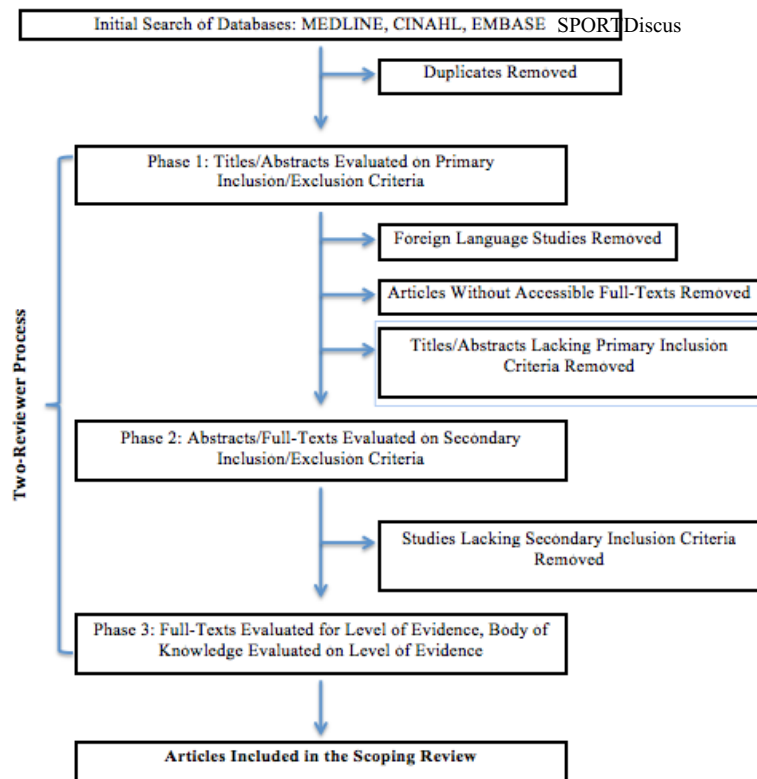 Initial Search of Databases: MEDLINE, CINAHL, EMBASE SPORTDiscus
Duplicates Removed
Phase 1: Titles/Abstracts Evaluated on Primary
Inclusion/Exclusion Criteria
Foreign Language Studies Removed
Articles Without Accessible Full-Texts Removed
Titles/Abstracts Lacking Primary Inclusion
Criteria Removed
Two-Reviewer Process
Phase 2: Abstracts/Full-Texts Evaluated on Secondary
Inclusion/Exclusion Criteria
Studies Lacking Secondary Inclusion Criteria
Removed
Phase 3: Full-Texts Evaluated for Level of Evidence, Body of
Knowledge Evaluated on Level of Evidence
Articles Included in the Scoping Review